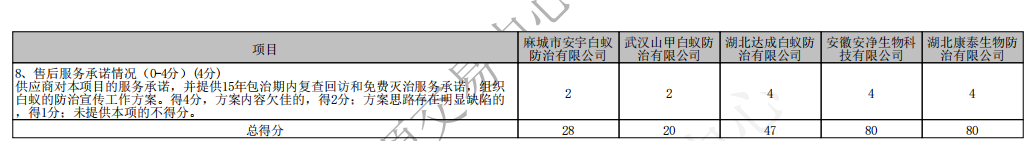 项目
麻城市安宇白蚁
防治有限公司
武汉山甲白蚁防
治有限公司
湖北达成白蚁防
治有限公司
安徽安净生物科
技有限公司
湖北康泰生物防
治有限公司
8、售后服务承诺情况（0-4分）(4分)
供应商对本项目的服务承诺，并提供15年包治期内复查回访和免费灭治服务承诺，组织
白蚁的防治宣传工作方案。得4分，方案内容欠佳的，得2分；方案思路存在明显缺陷的
，得1分；未提供本项的不得分。
2
2
4
4
4
总得分
28
20
47
80
80
源交易中心
中心